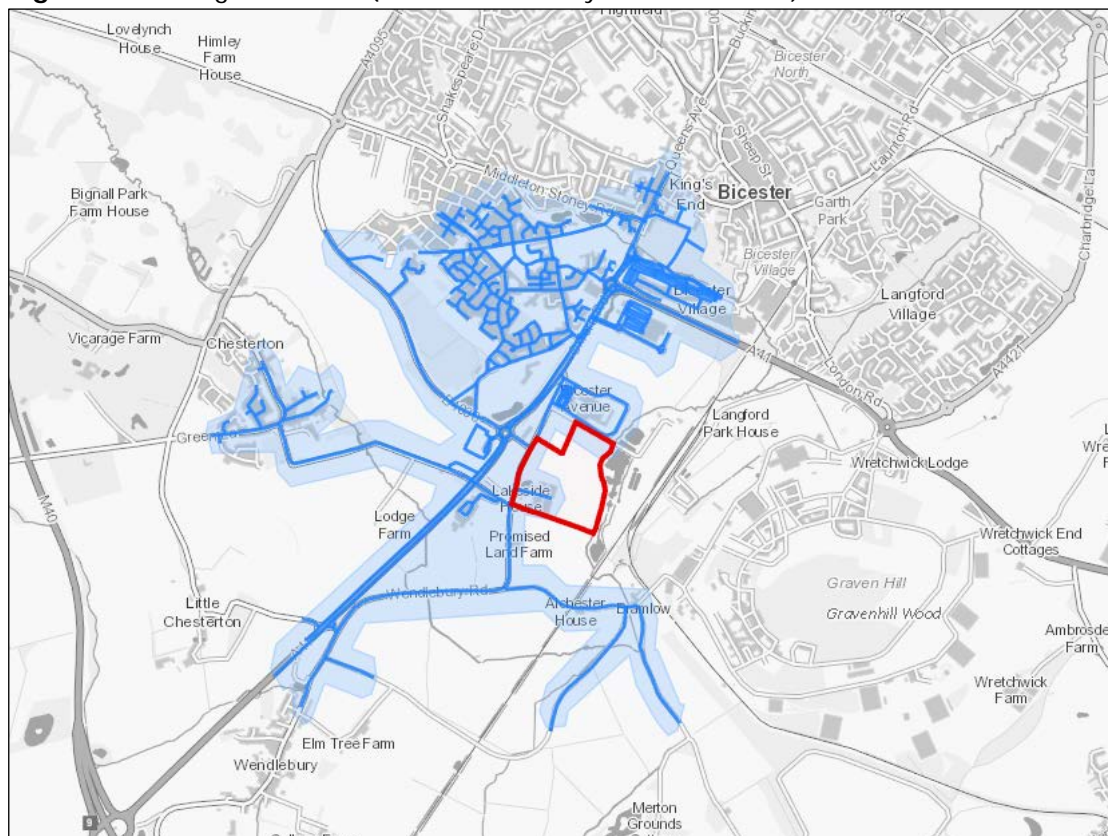 Lovelynch
House
Himley
Farm
House
A4095
Shakespeare Dr
Queens Ave
Bicester
North
Launton Rd
Sheep St
Charbridge La
Bignall Park
Farm House
Middleton Stoney Rd
King's
End
Bicester
Garth
Park
Bicester
Village
Bicester
Village
Langford
Village
Vicarage Farm
Chesterton
A41
London Rd
A4421
Avenue
Langford
Park House
Wretchwick Lodge
M40
Lodge
Farm
Lakeside
House
Promised
Land Farm
Wretchwick End
Cottages
Wendlebury Rd
Little
Chesterton
Alchester
House
Bramlow
Graven Hill
Gravenhill Wood
Farm
Wretchwick
Farm
Elm Tree Farm
Wendlebury
9
Merton
Grounds